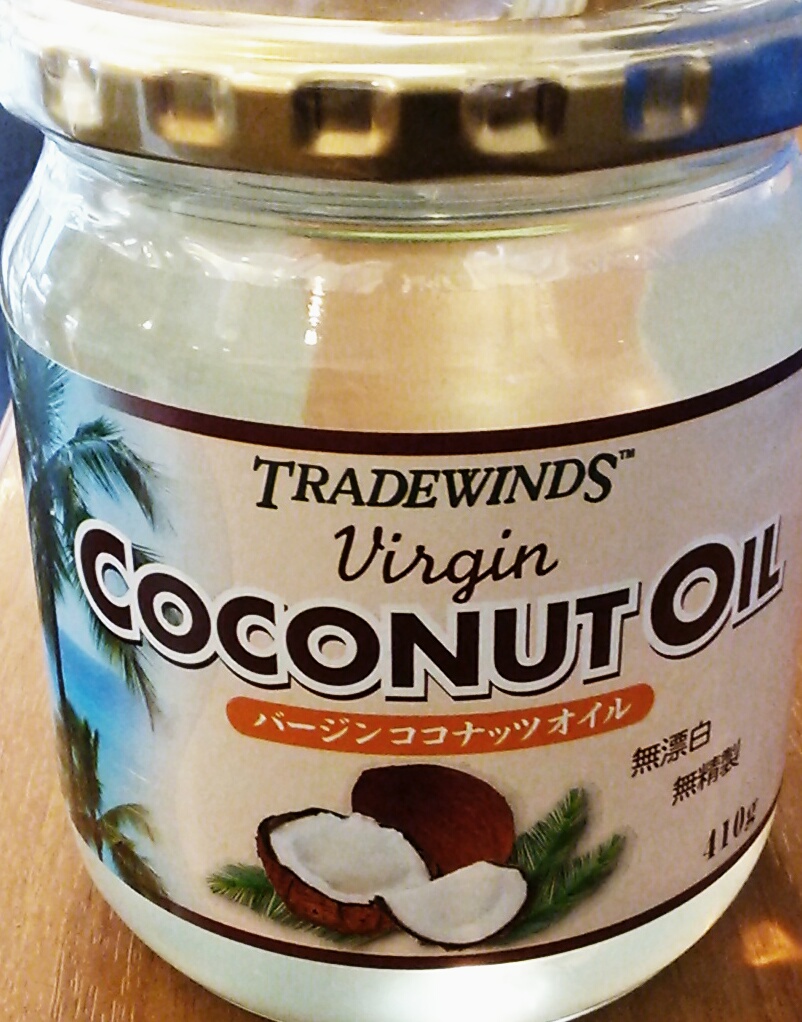 TRADEWINDS™
Virgin
COCONUT OIL
バージンココナッツオイル
無漂白
無精製
410g